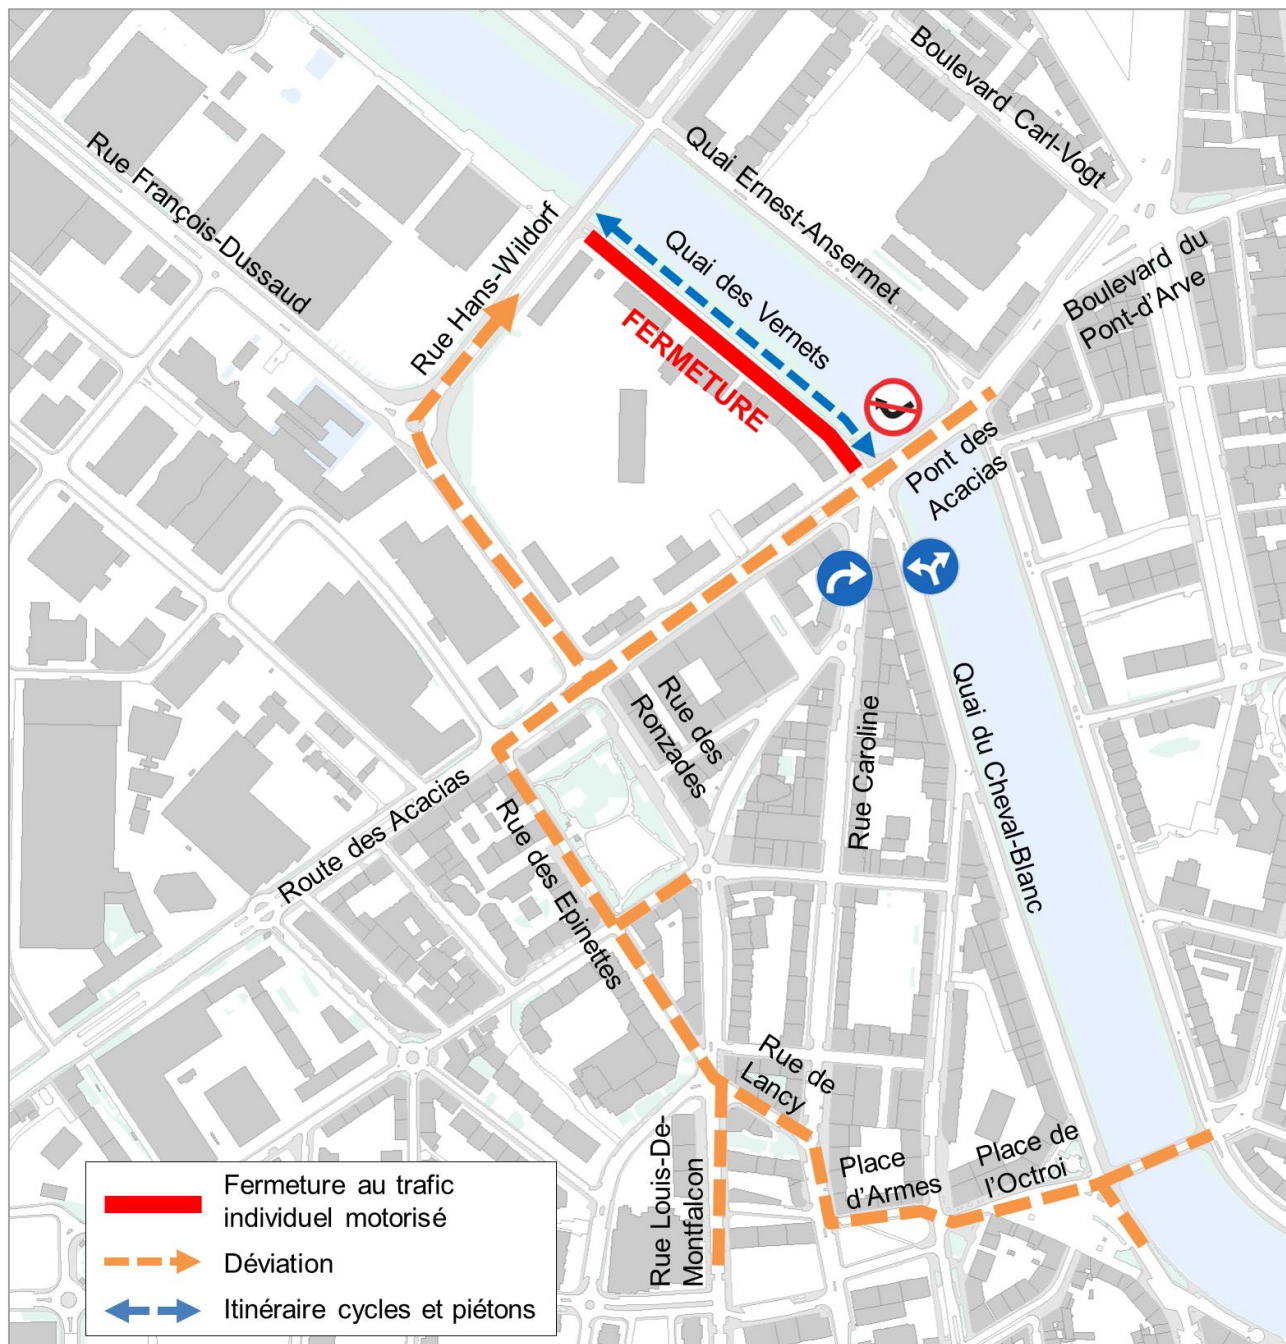 Boulevard Carl-Vogt
Rue François-Dussaud
Quai Ernest-Ansermet
Rue Hans-Wildorf
Quai des Vernets
Boulevard du
Pont-d'Arve
FERMETURE
Pont des
Acacias
Rue des
Ronzades
Rue Caroline
Quai du Cheval-Blanc
Route des Acacias
Rue des Epinettes
Rue de
Lancy
Rue Louis-De-
Montfalcon
Place
d'Armes
Place de
l'Octroi
Fermeture au trafic
individuel motorisé
Déviation
Itinéraire cycles et piétons